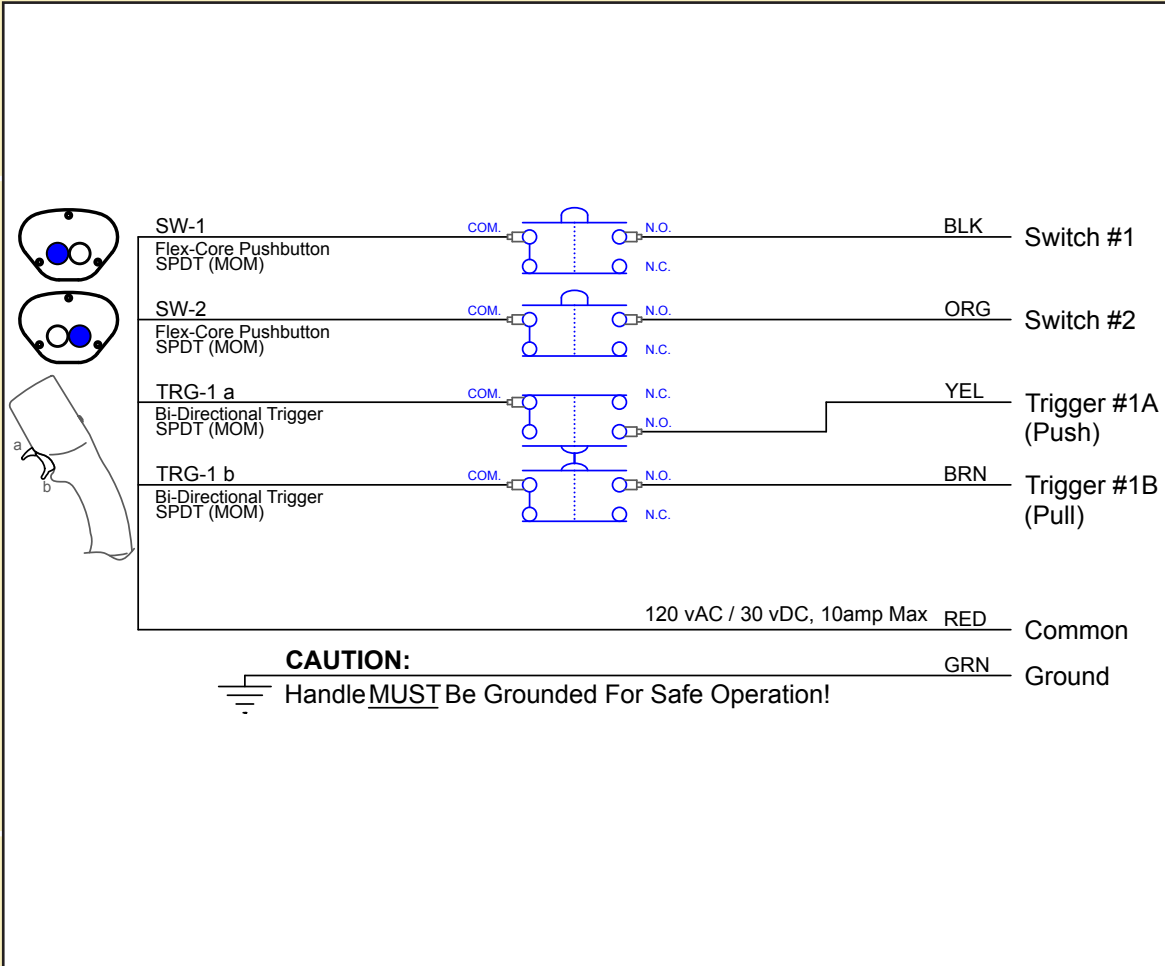 SW-1
Flex-Core Pushbutton
SPDT (MOM)
COM.
N.O.
N.C.
BLK
Switch #1
SW-2
Flex-Core Pushbutton
SPDT (MOM)
COM.
N.O.
N.C.
ORG
Switch #2
a
b
TRG-1 a
Bi-Directional Trigger
SPDT (MOM)
COM.
N.C.
N.O.
YEL
Trigger #1A
(Push)
TRG-1 b
Bi-Directional Trigger
SPDT (MOM)
COM.
N.O.
N.C.
BRN
Trigger #1B
(Pull)
120 vAC / 30 vDC, 10amp Max
RED
Common
CAUTION:
Handle MUST Be Grounded For Safe Operation!
GRN
Ground